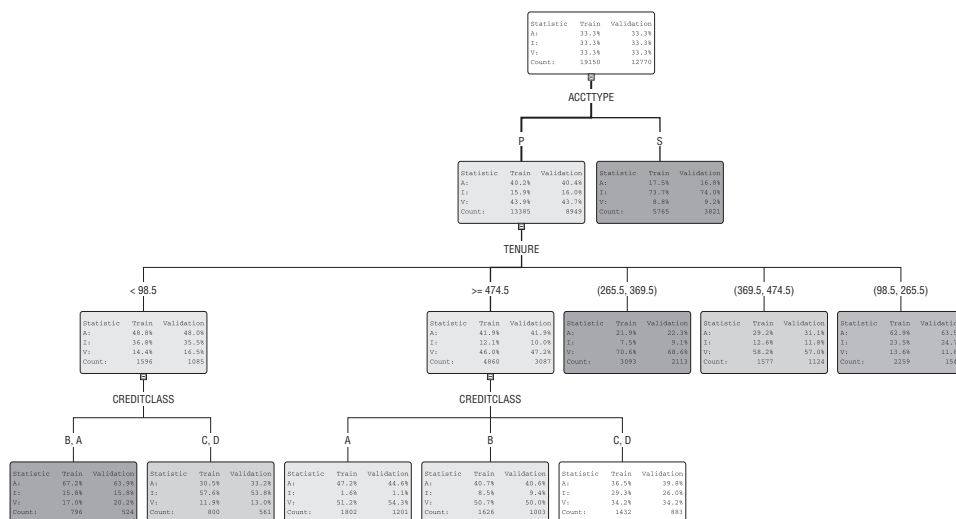 Statistic Train Validation
A: 33.3% 33.3%
I: 33.3% 33.3%
V: 33.3% 33.3%
Count: 19150 12770
ACCTTYPE
P
S
Statistic Train Validation
A: 40.2% 40.4%
I: 15.9% 16.0%
V: 43.9% 43.7%
Count: 13385 8949
Statistic Train Validation
A: 17.5% 16.8%
I: 73.7% 74.0%
V: 8.8% 9.2%
Count: 5765 3821
TENURE
< 98.5
>= 474.5
(265.5, 369.5)
(369.5, 474.5)
(98.5, 265.5)
Statistic Train Validation
A: 48.8% 48.0%
I: 36.8% 35.5%
V: 14.4% 16.5%
Count: 1596 1085
Statistic Train Validation
A: 41.9% 41.9%
I: 12.1% 10.0%
V: 46.0% 47.2%
Count: 4860 3087
Statistic Train Validation
A: 21.9% 22.3%
I: 7.5% 9.1%
V: 70.6% 68.6%
Count: 3093 2113
Statistic Train Validation
A: 29.2% 31.1%
I: 12.6% 11.8%
V: 58.2% 57.0%
Count: 1577 1124
Statistic Train Validatio
A: 62.9% 63.5
I: 23.5% 24.7
V: 13.6% 11.8
Count: 2259 154
CREDITCLASS
CREDITCLASS
B, A
C, D
A
B
C, D
Statistic Train Validation
A: 67.2% 63.9%
I: 15.8% 15.8%
V: 17.0% 20.2%
Count: 796 524
Statistic Train Validation
A: 30.5% 33.2%
I: 57.6% 53.8%
V: 11.9% 13.0%
Count: 800 561
Statistic Train Validation
A: 47.2% 44.6%
I: 1.6% 1.1%
V: 51.2% 54.3%
Count: 1802 1201
Statistic Train Validation
A: 40.7% 40.6%
I: 8.5% 9.4%
V: 50.7% 50.0%
Count: 1626 1003
Statistic Train Validation
A: 36.5% 39.8%
I: 29.3% 26.0%
V: 34.2% 34.2%
Count: 1432 883